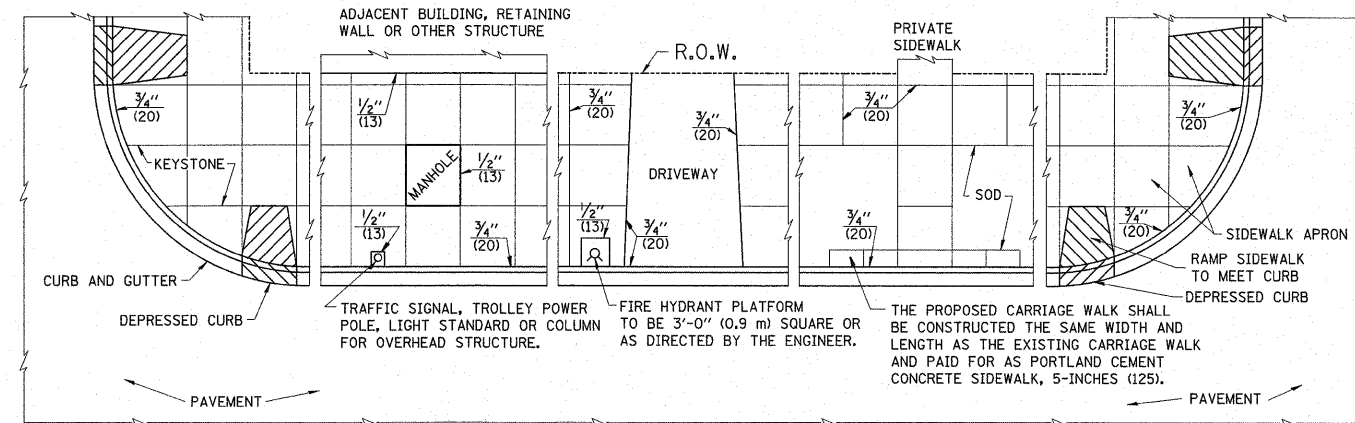 ADJACENT BUILDING, RETAINING
WALL OR OTHER STRUCTURE
R.O.W.
PRIVATE
SIDEWALK
3/4"
(20)
1/2"
(13)
3/4"
(20)
3/4"
(20)
3/4"
(20)
3/4"
(20)
KEYSTONE
MANHOLE
1/2"
(13)
DRIVEWAY
SOD
1/2"
(13)
3/4"
(20)
1/2"
(13)
3/4"
(20)
3/4"
(20)
3/4"
(20)
SIDEWALK APRON
RAMP SIDEWALK
TO MEET CURB
DEPRESSED CURB
CURB AND GUTTER
DEPRESSED CURB
TRAFFIC SIGNAL, TROLLEY POWER
POLE, LIGHT STANDARD OR COLUMN
FOR OVERHEAD STRUCTURE.
FIRE HYDRANT PLATFORM
TO BE 3'-0" (0.9 m) SQUARE OR
AS DIRECTED BY THE ENGINEER.
THE PROPOSED CARRIAGE WALK SHALL
BE CONSTRUCTED THE SAME WIDTH AND
LENGTH AS THE EXISTING CARRIAGE WALK
AND PAID FOR AS PORTLAND CEMENT
CONCRETE SIDEWALK, 5-INCHES (125).
PAVEMENT
PAVEMENT